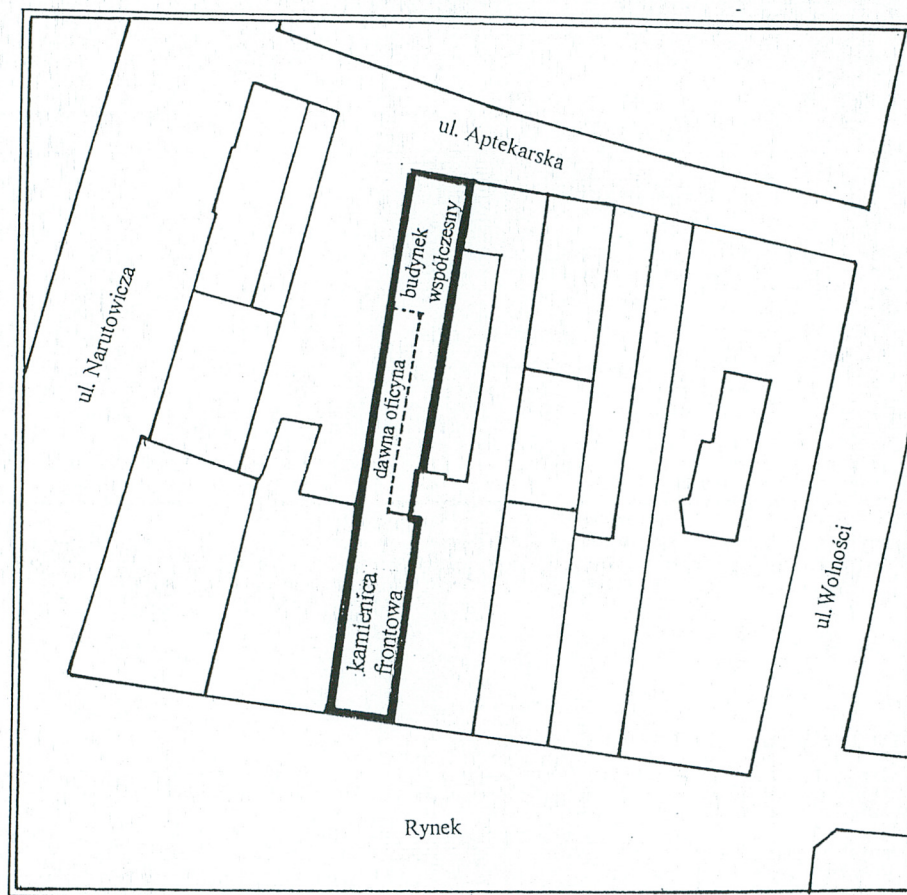 ul. Aptekarska
ul. Narutowicza
budynek
współczesny
dawna oficyna
kamienica
frontowa
ul. Wolności
Rynek